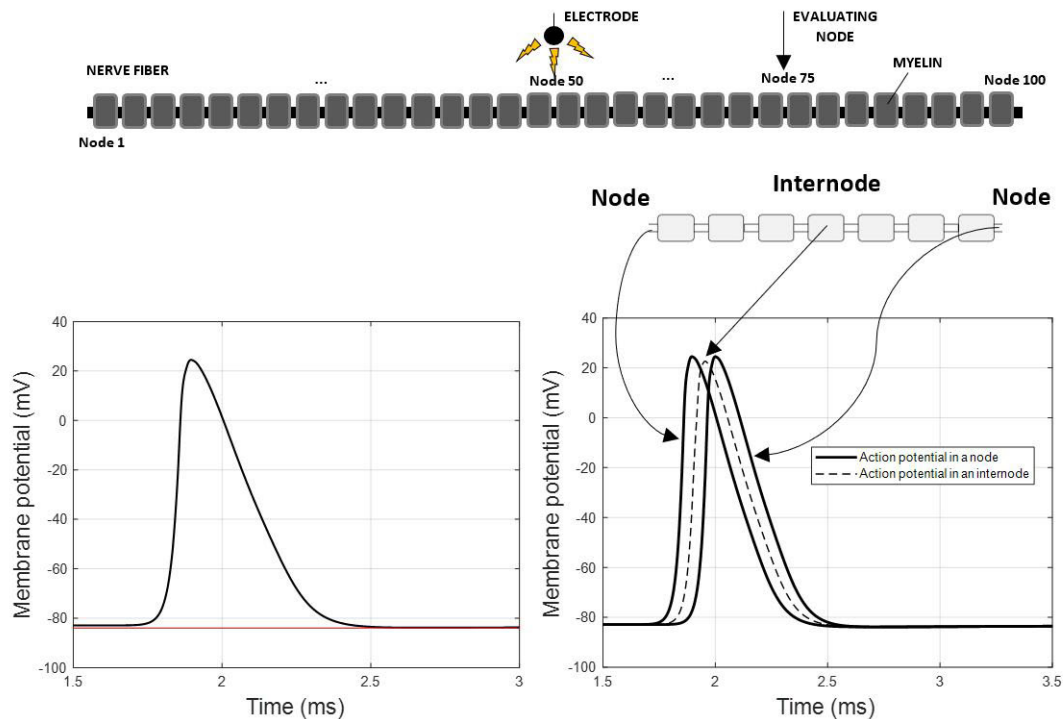 ELECTRODE
EVALUATING
NODE
NERVE FIBER
...
Node 50
...
Node 75
MYELIN
Node 100
Node 1
Node
Internode
Node
40
20
0
-20
-40
-60
-80
-100
Membrane potential (mV)
1.5
2
2.5
3
Time (ms)
40
20
0
-20
-40
-60
-80
-100
Membrane potential (mV)
Action potential in a node
Action potential in an internode
1.5
2
2.5
3
3.5
Time (ms)